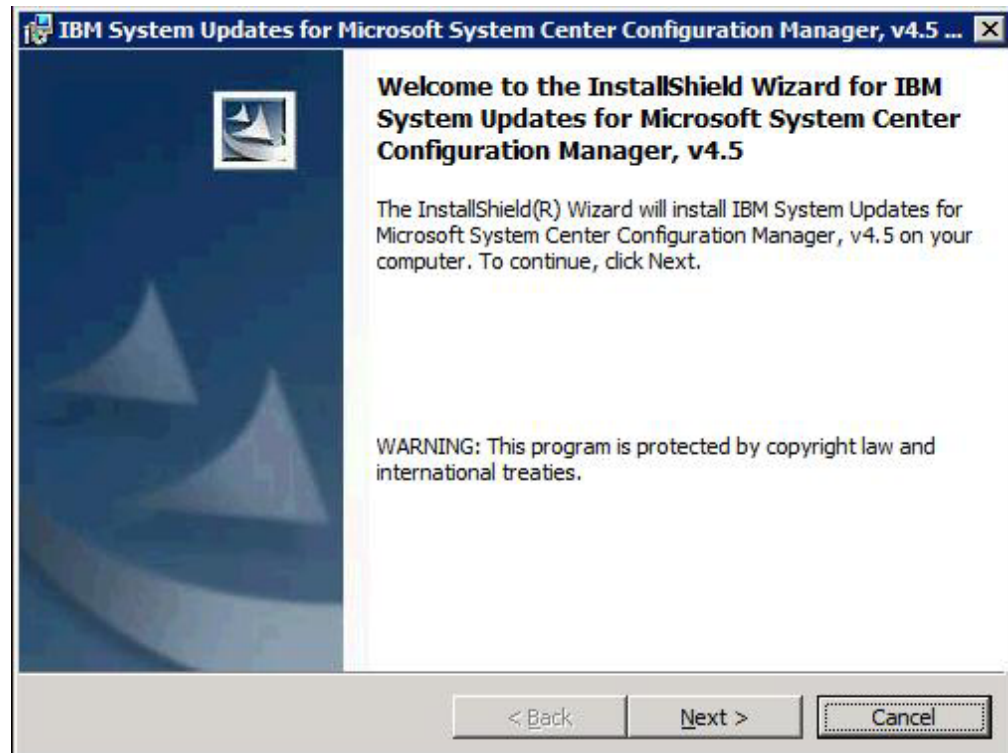 IBM System Updates for Microsoft System Center Configuration Manager, v4.5 ...
Welcome to the InstallShield Wizard for IBM
System Updates for Microsoft System Center
Configuration Manager, v4.5
The InstallShield(R) Wizard will install IBM System Updates for
Microsoft System Center Configuration Manager, v4.5 on your
computer. To continue, click Next.
WARNING: This program is protected by copyright law and
international treaties.
< Back
Next >
Cancel